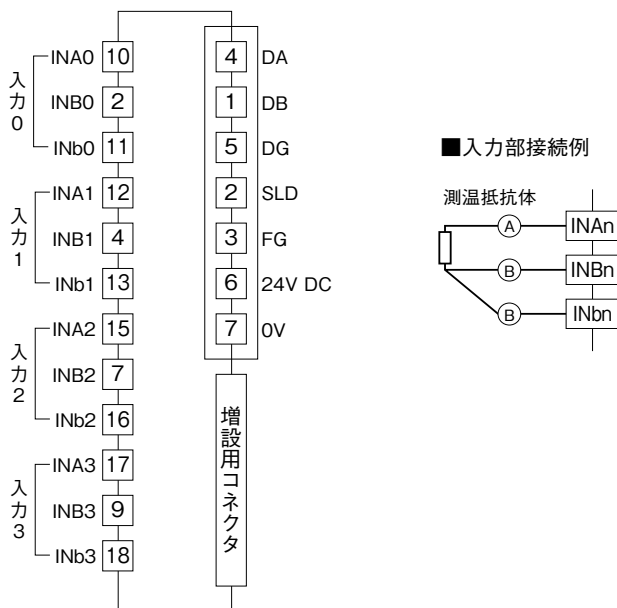 入力0
INA0 10
INB0 2
INb0 11
入力1
INA1 12
INB1 4
INb1 13
入力2
INA2 15
INB2 7
INb2 16
入力3
INA3 17
INB3 9
INb3 18
4 DA
1 DB
5 DG
2 SLD
3 FG
6 24V DC
7 0V
増設用コネクタ
■入力部接続例
測温抵抗体
A INAn
B INBn
B INbn